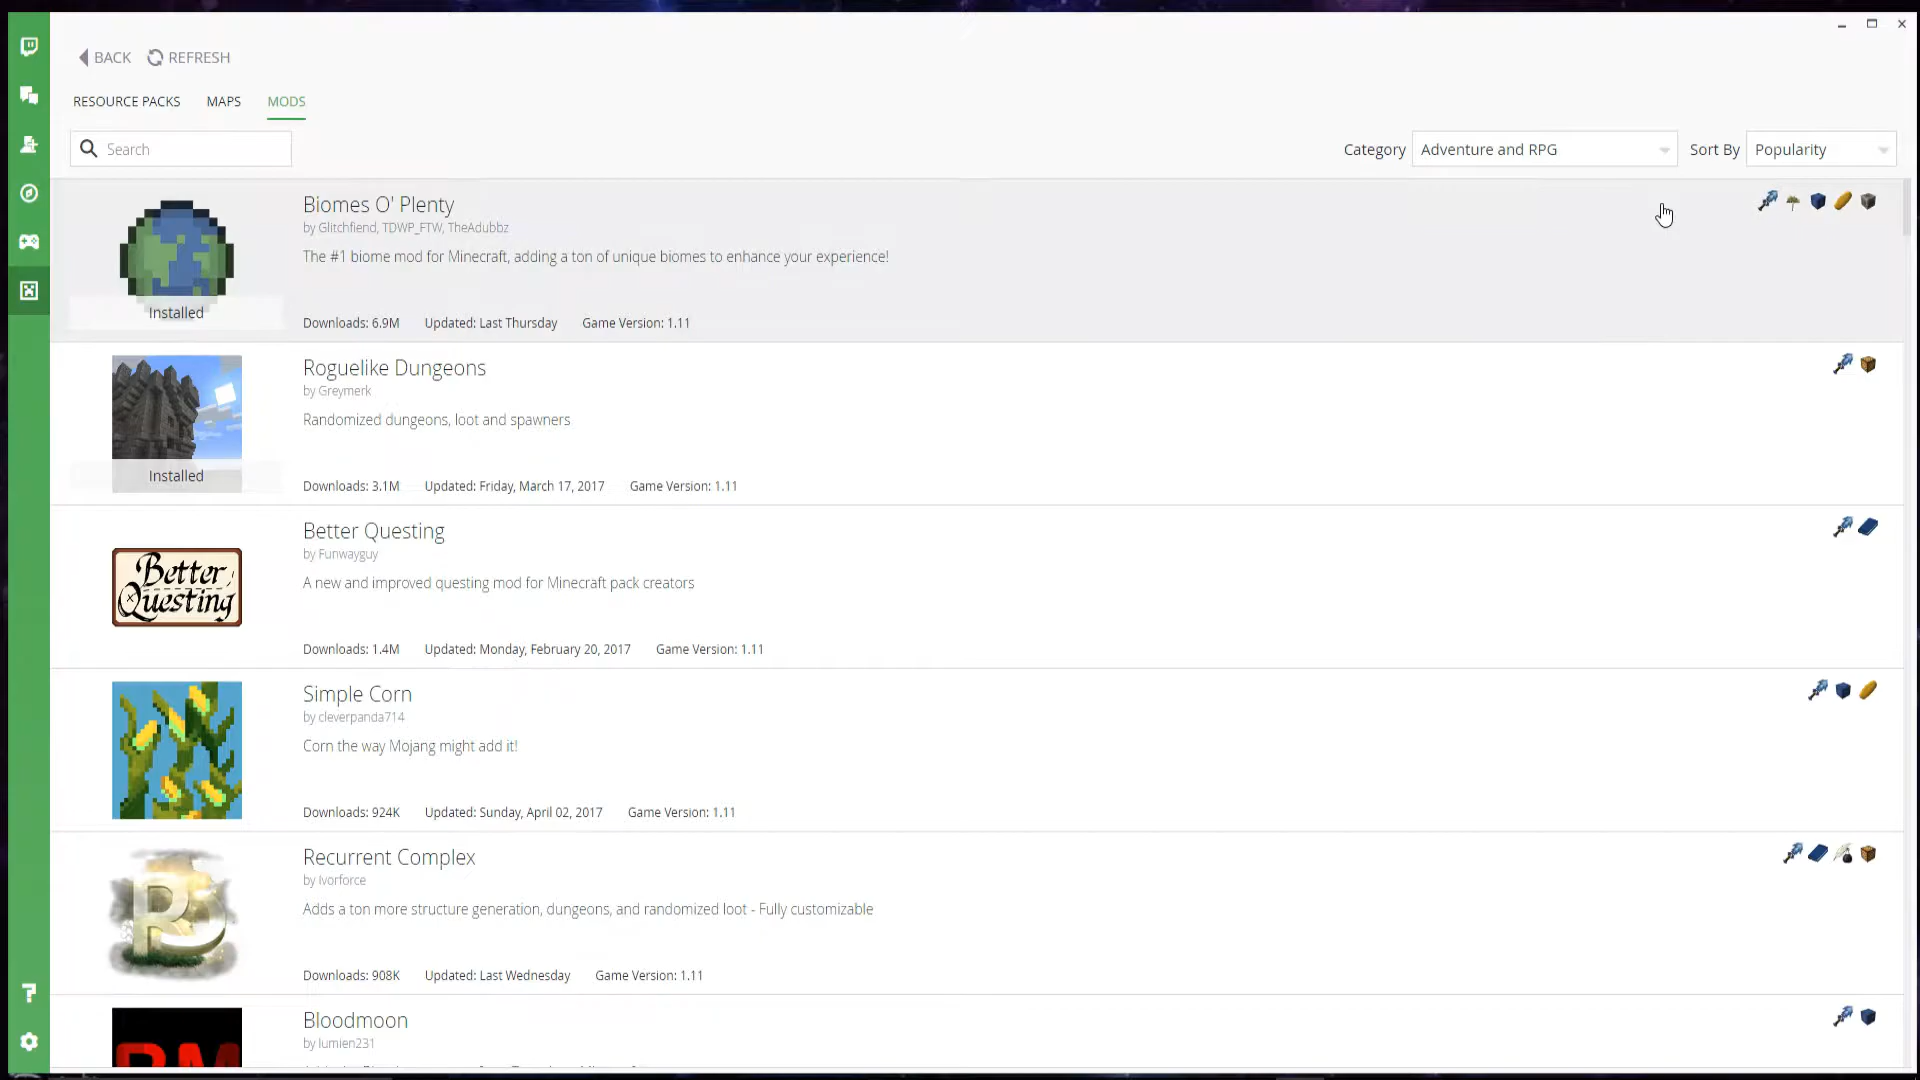 BACK REFRESH
RESOURCE PACKS MAPS MODS
Search
Category Adventure and RPG Sort By Popularity
Biomes O' Plenty
by Glitchfiend, TDWP_FTW, TheAdubbz
The #1 biome mod for Minecraft, adding a ton of unique biomes to enhance your experience!
Installed
Downloads: 6.9M Updated: Last Thursday Game Version: 1.11
Roguelike Dungeons
by Greymerk
Randomized dungeons, loot and spawners
Installed
Downloads: 3.1M Updated: Friday, March 17, 2017 Game Version: 1.11
Better Questing
by Funwayguy
A new and improved questing mod for Minecraft pack creators
Better
Questing
Downloads: 1.4M Updated: Monday, February 20, 2017 Game Version: 1.11
Simple Corn
by cleverpanda714
Corn the way Mojang might add it!
Downloads: 924K Updated: Sunday, April 02, 2017 Game Version: 1.11
Recurrent Complex
by Ivorforce
Adds a ton more structure generation, dungeons, and randomized loot - Fully customizable
RC
Downloads: 908K Updated: Last Wednesday Game Version: 1.11
Bloodmoon
by lumien231
BM